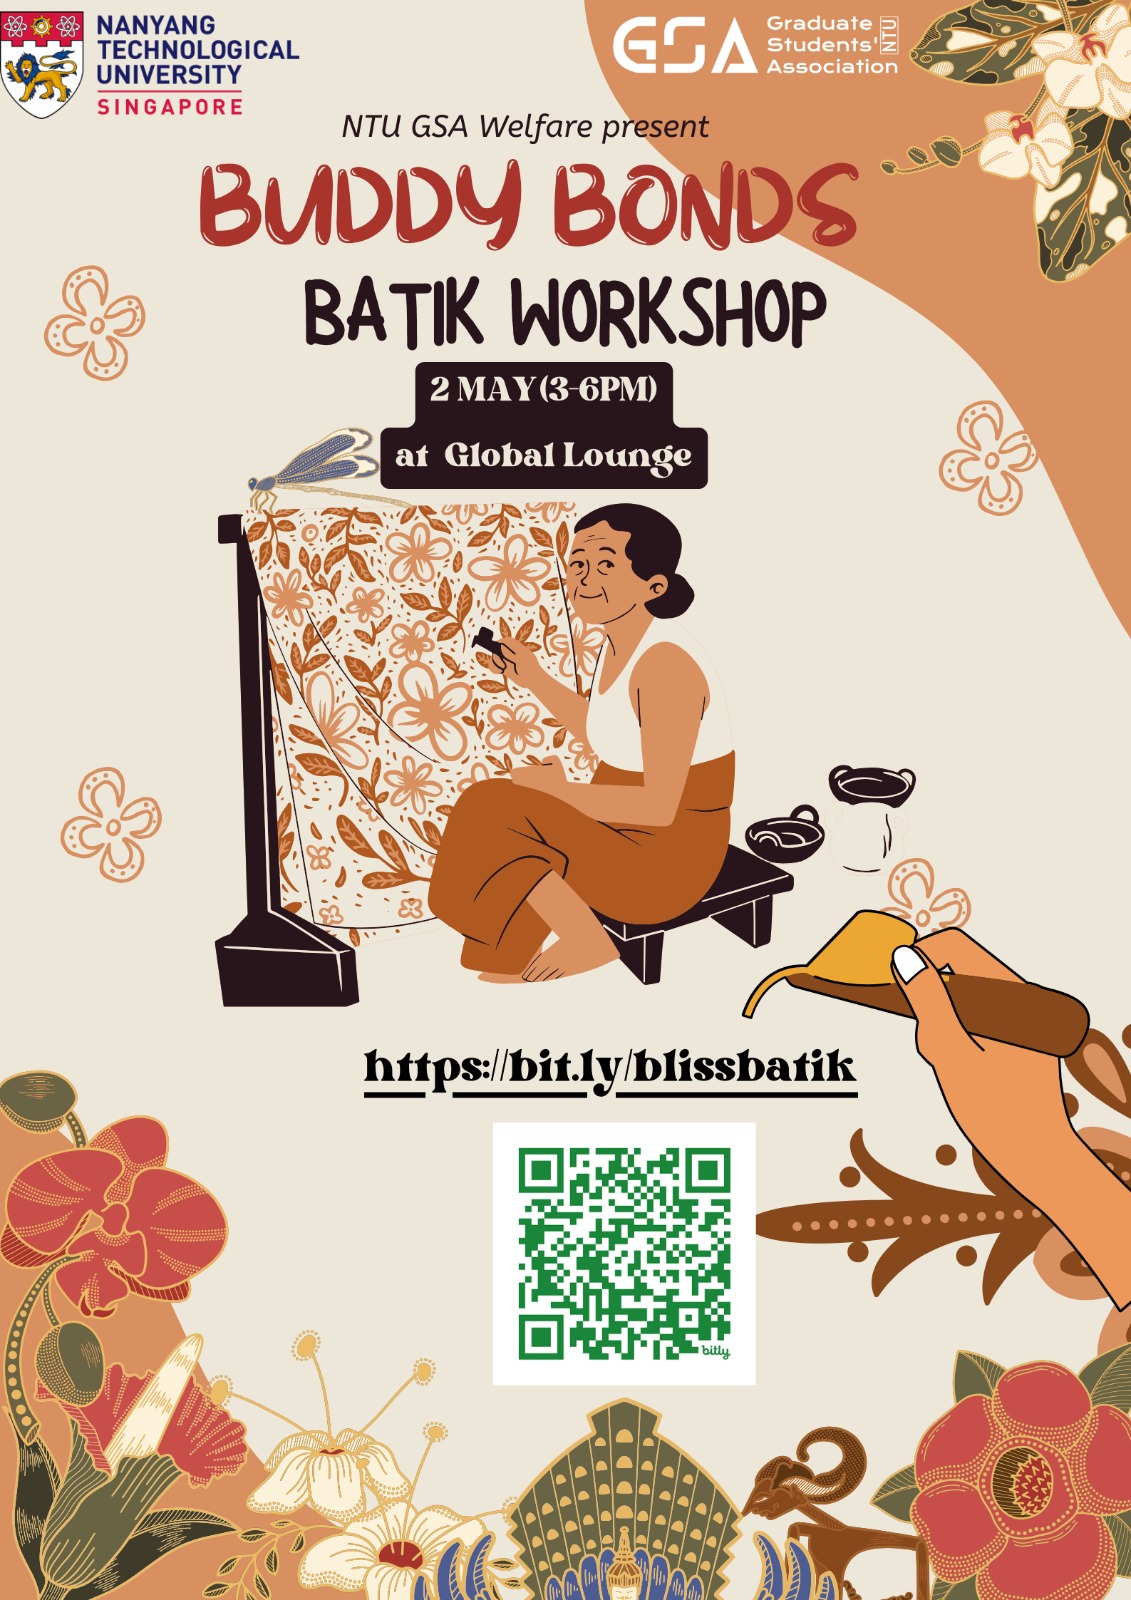 NANYANG
TECHNOLOGICAL
UNIVERSITY
SINGAPORE
GSA
Graduate
Students'
Association
NTU
NTU GSA Welfare present
BUDDY BONDS
BATIK WORKSHOP
2 MAY(3-6PM)
at Global Lounge
https://bit.ly/blissbatik
bitly